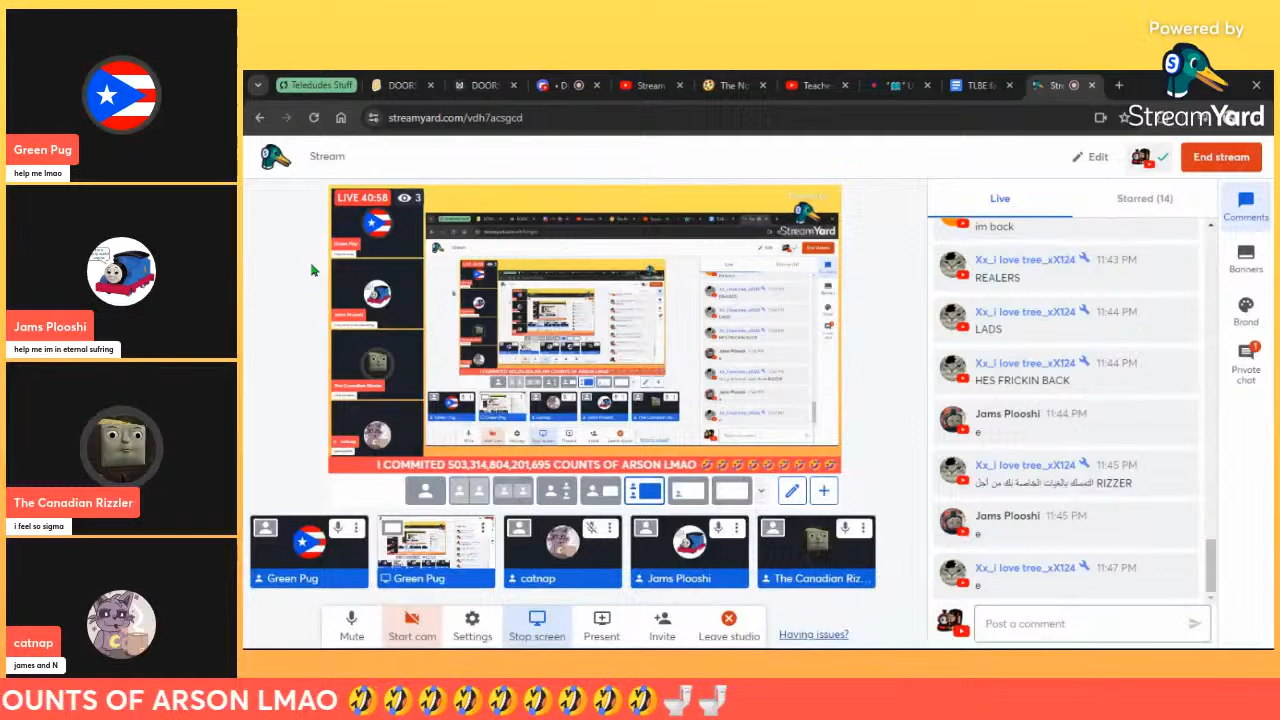 Powered by
StreamYard
Green Pug
help me lmao
Jams Plooshi
help me im in eternal sufring
The Canadian Rizzler
i feel so sigma
catnap
james and N
Teledudes Stuff
DOOR
DOOR
Stream
The No
Teache
TLBE f
Stre
streamyard.com/vdh7acsgcd
Stream
Edit
End stream
LIVE 40:58
3
I COMMITED 503,314,804,201,695 COUNTS OF ARSON LMAO 🤣🤣🤣🤣🤣🤣🤣🤣🤣
Green Pug
Green Pug
catnap
Jams Plooshi
The Canadian Riz...
Mute
Start cam
Settings
Stop screen
Present
Invite
Leave studio
Having issues?
Live
Starred (14)
im back
Xx_i love tree_xX124 11:43 PM
REALERS
Xx_i love tree_xX124 11:44 PM
LADS
Xx_i love tree_xX124 11:44 PM
HES FRICKIN BACK
Jams Plooshi 11:44 PM
e
Xx_i love tree_xX124 11:45 PM
التمسك بالغيات الخاصة بك من أجل RIZZER
Jams Plooshi 11:45 PM
e
Xx_i love tree_xX124 11:47 PM
e
Post a comment
Comments
Banners
Brand
1
Private chat
OUNTS OF ARSON LMAO 🤣🤣🤣🤣🤣🤣🤣🤣🤣🚽🚽